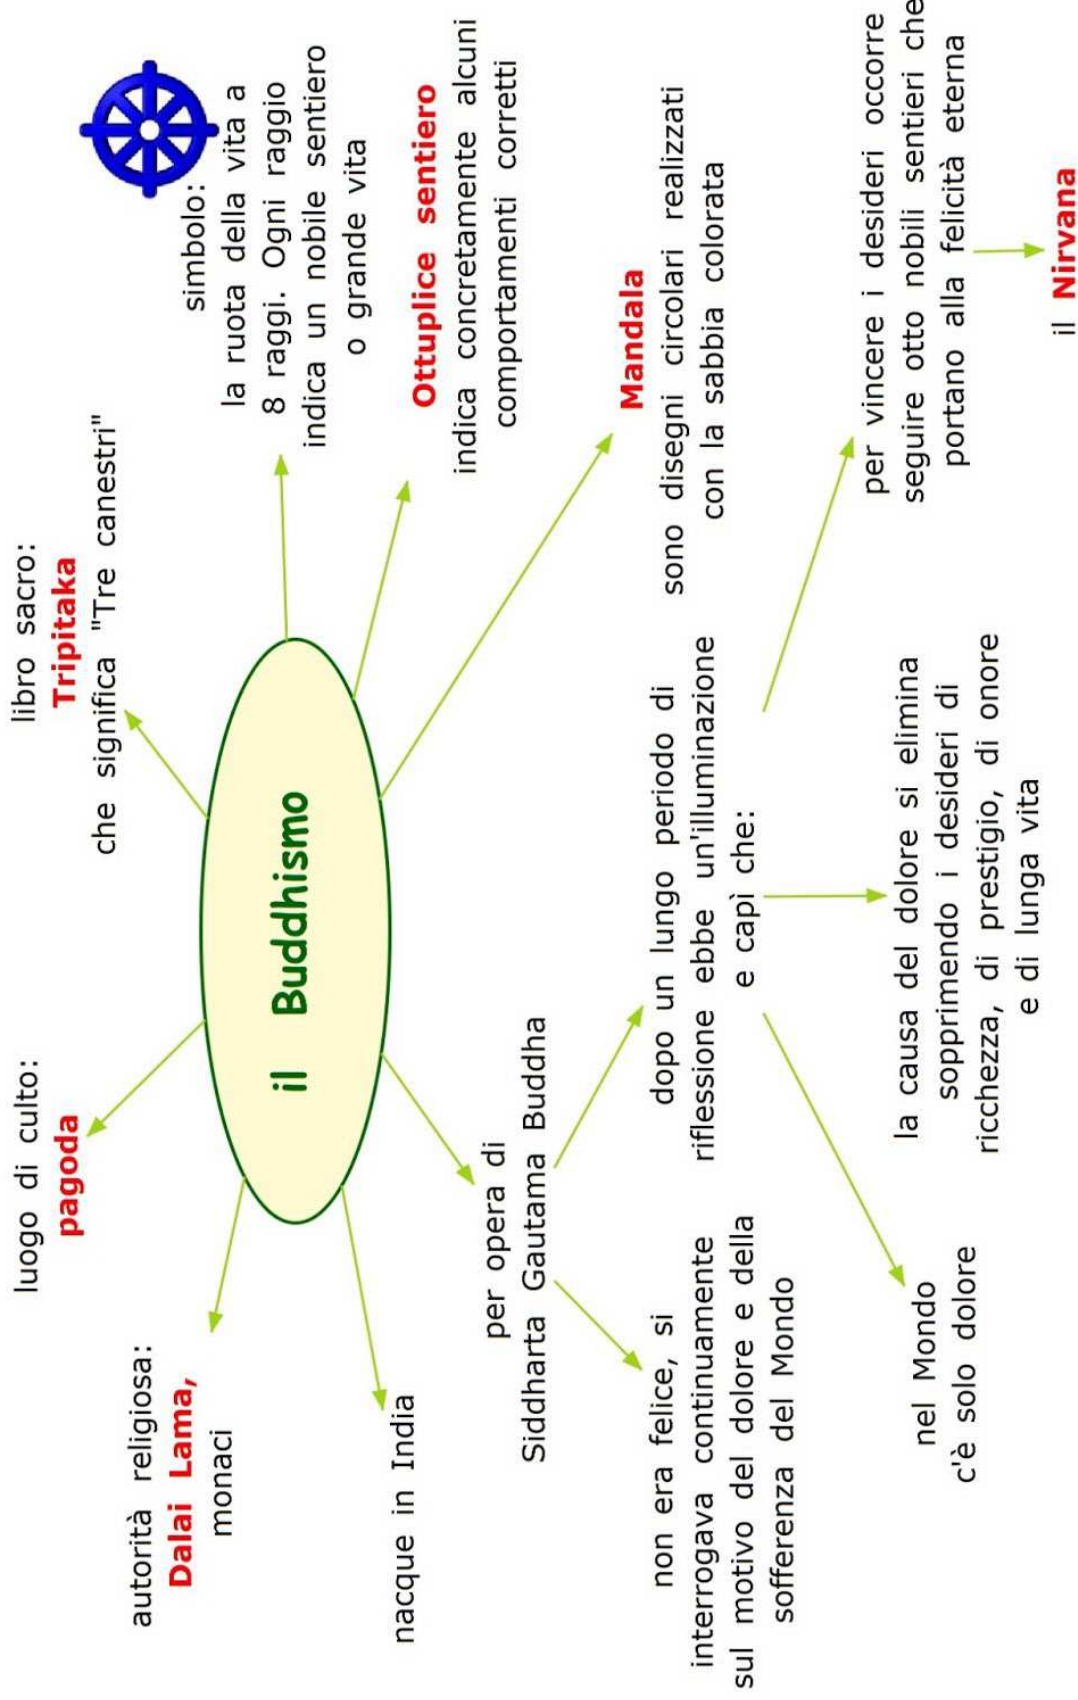 luogo di culto:
pagoda
libro sacro:
Tripitaka
che significa "Tre canestri"
simbolo:
la ruota della vita a
8 raggi. Ogni raggio
indica un nobile sentiero
o grande vita
autorità religiosa:
Dalai Lama,
monaci
il Buddhismo
Ottuplice sentiero
indica concretamente alcuni
comportamenti corretti
nacque in India
per opera di
Siddharta Gautama Buddha
Mandala
sono disegni circolari realizzati
con la sabbia colorata
non era felice, si
interrogava continuamente
sul motivo del dolore e della
sofferenza del Mondo
dopo un lungo periodo di
riflessione ebbe un'illuminazione
e capì che:
nel Mondo
c'è solo dolore
la causa del dolore si elimina
sopprimendo i desideri di
ricchezza, di prestigio, di onore
e di lunga vita
per vincere i desideri occorre
seguire otto nobili sentieri che
portano alla felicità eterna
il Nirvana